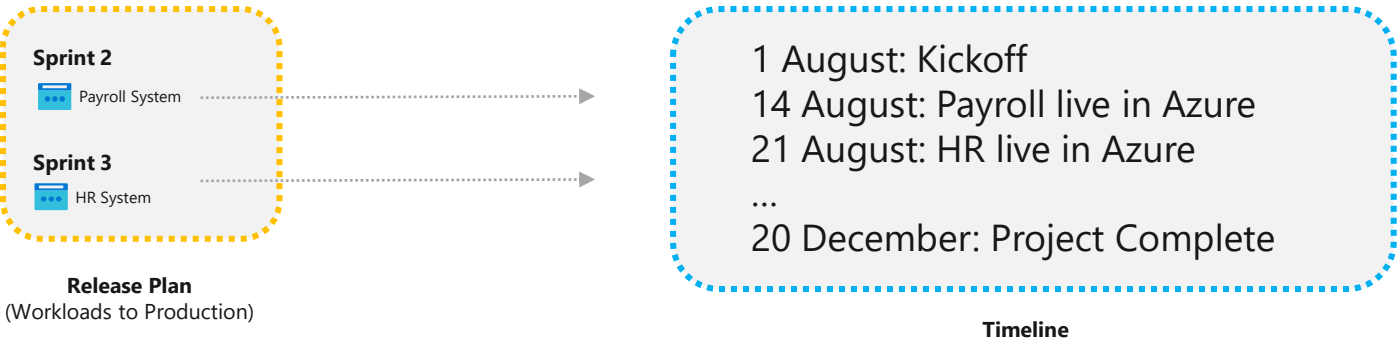 Sprint 2
Payroll System
Sprint 3
HR System
Release Plan
(Workloads to Production)
1 August: Kickoff
14 August: Payroll live in Azure
21 August: HR live in Azure
...
20 December: Project Complete
Timeline